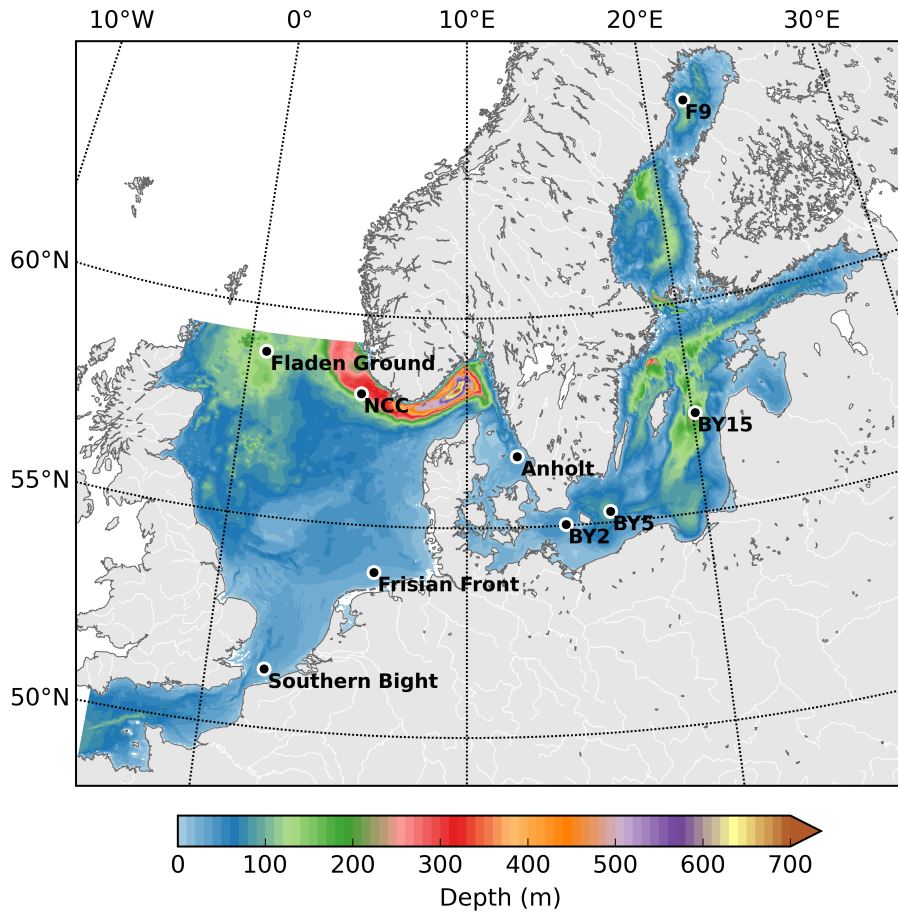 10°W 0° 10°E 20°E 30°E
F9
60°N
Fladen Ground
NCC
BY15
Anholt
55°N
BY5
BY2
Frisian Front
Southern Bight
50°N
0 100 200 300 400 500 600 700
Depth (m)